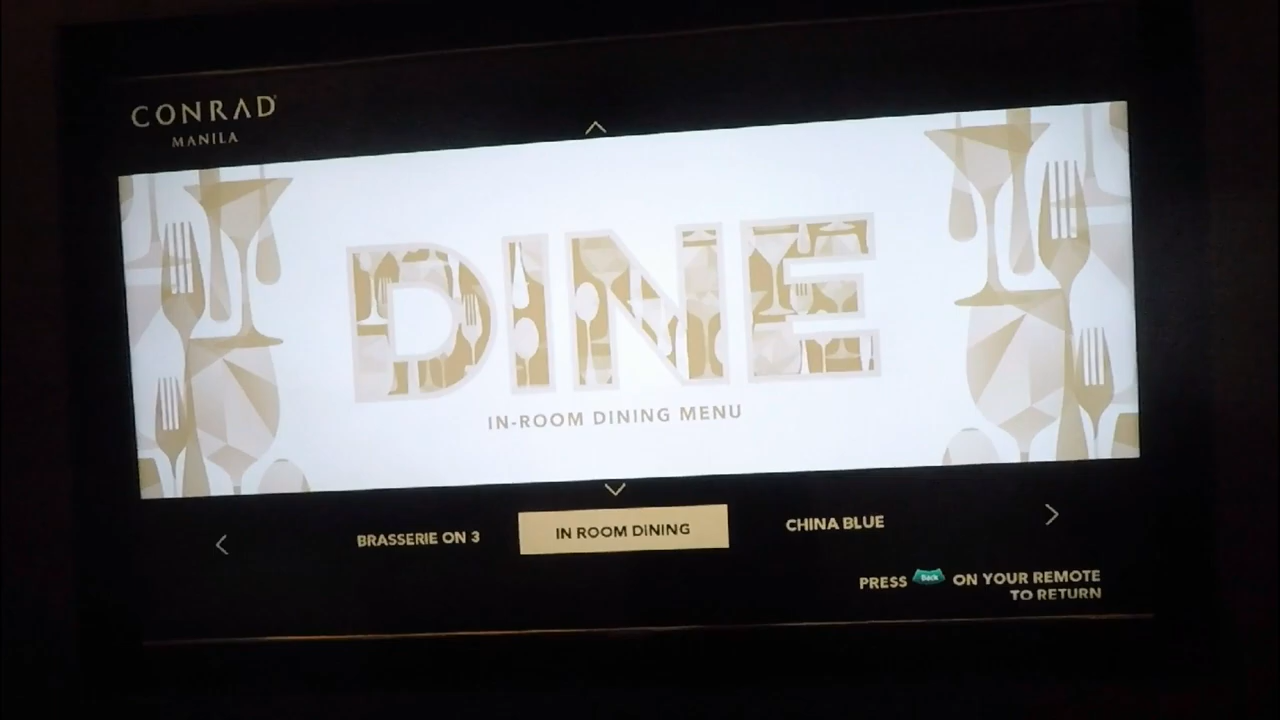 CONRAD
MANILA
DINE
IN-ROOM DINING MENU
BRASSERIE ON 3
IN ROOM DINING
CHINA BLUE
PRESS Back ON YOUR REMOTE
TO RETURN